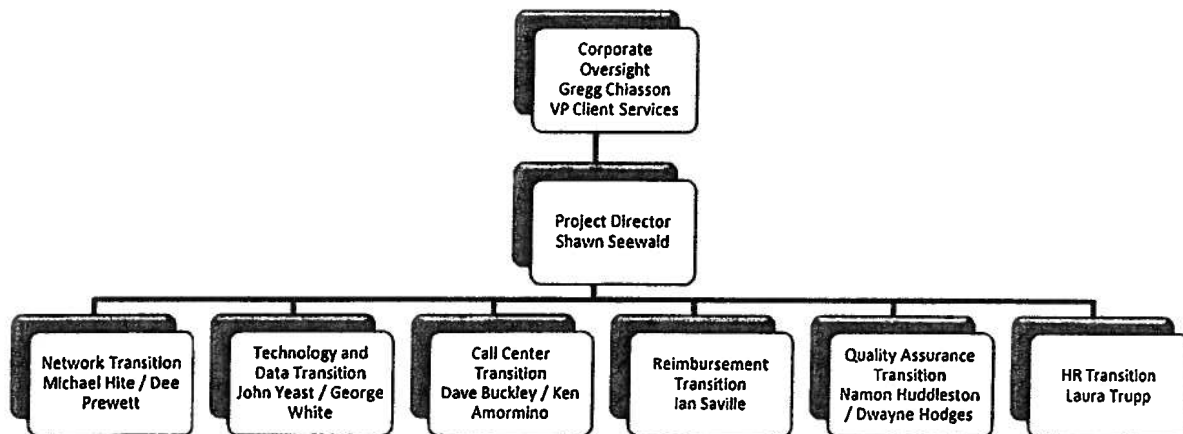 Corporate
Oversight
Gregg Chiasson
VP Client Services
Project Director
Shawn Seewald
Network Transition
Michael Hite / Dee
Prewett
Technology and
Data Transition
John Yeast / George
White
Call Center
Transition
Dave Buckley / Ken
Amormino
Reimbursement
Transition
Ian Saville
Quality Assurance
Transition
Namon Huddleston
/ Dwayne Hodges
HR Transition
Laura Trupp